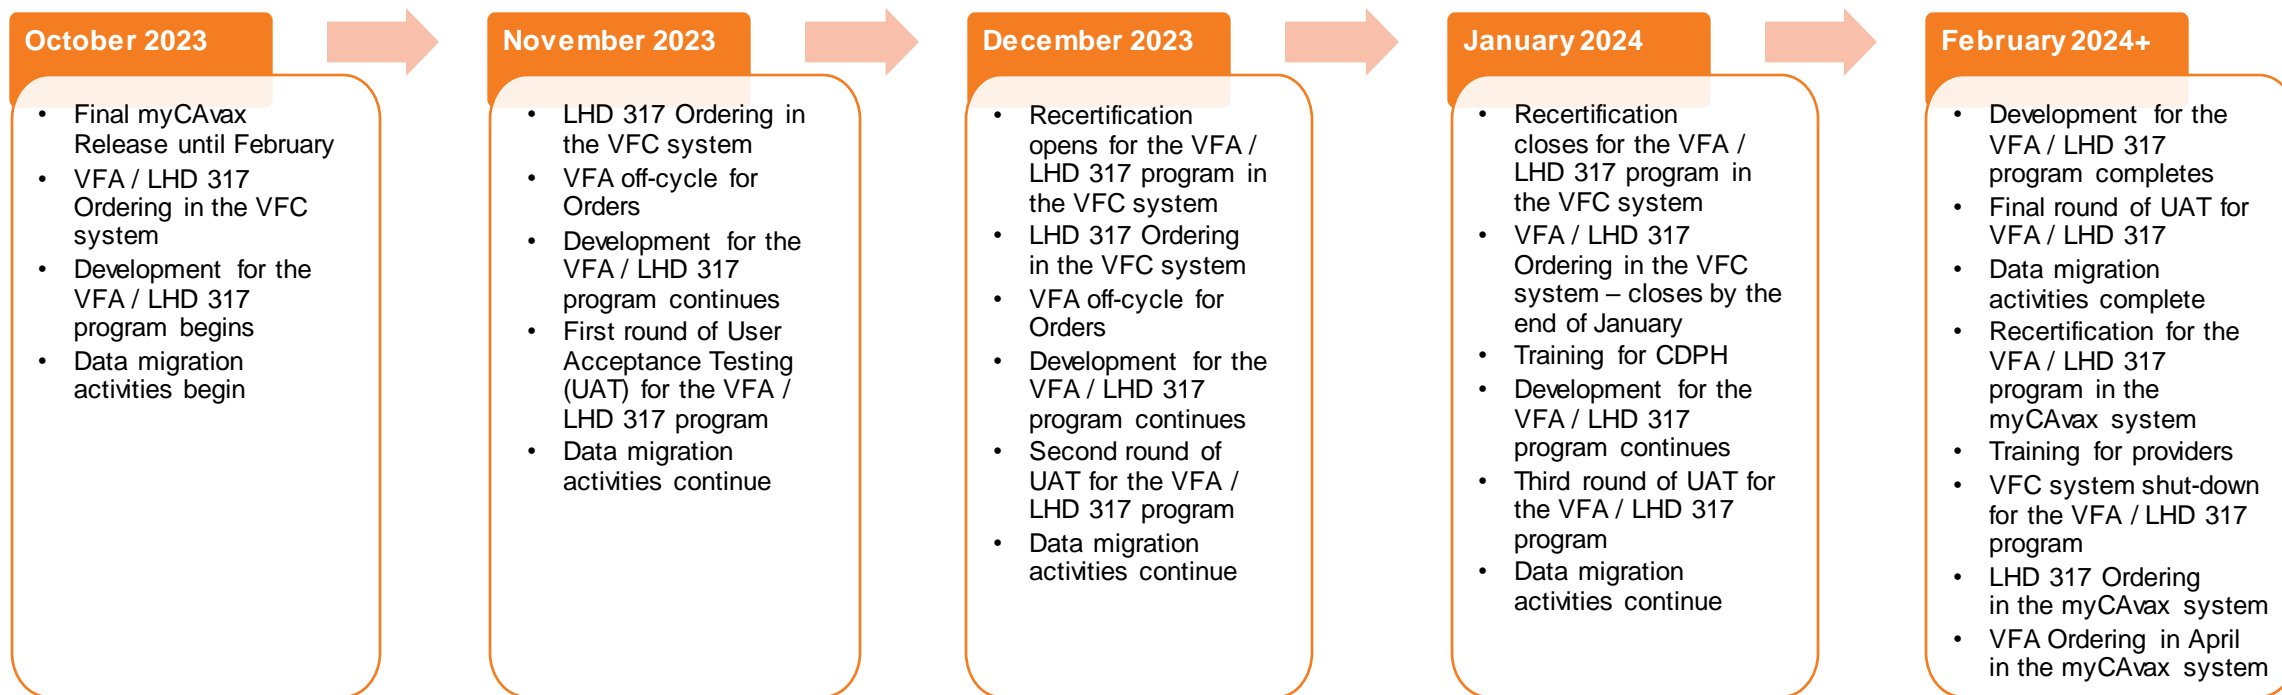 October 2023
• Final myCAvax
Release until February
• VFA / LHD 317
Ordering in the VFC
system
• Development for the
VFA / LHD 317
program begins
• Data migration
activities begin
November 2023
• LHD 317 Ordering in
the VFC system
• VFA off-cycle for
Orders
• Development for the
VFA / LHD 317
program continues
• First round of User
Acceptance Testing
(UAT) for the VFA /
LHD 317 program
• Data migration
activities continue
December 2023
• Recertification
opens for the VFA /
LHD 317 program in
the VFC system
• LHD 317 Ordering
in the VFC system
• VFA off-cycle for
Orders
• Development for the
VFA / LHD 317
program continues
• Second round of
UAT for the VFA /
LHD 317 program
• Data migration
activities continue
January 2024
• Recertification
closes for the VFA /
LHD 317 program in
the VFC system
• VFA / LHD 317
Ordering in the VFC
system – closes by the
end of January
• Training for CDPH
• Development for the
VFA / LHD 317
program continues
• Third round of UAT for
the VFA / LHD 317
program
• Data migration
activities continue
February 2024+
• Development for the
VFA / LHD 317
program completes
• Final round of UAT for
VFA / LHD 317
• Data migration
activities complete
• Recertification for the
VFA / LHD 317
program in the
myCAvax system
• Training for providers
• VFC system shut-down
for the VFA / LHD 317
program
• LHD 317 Ordering
in the myCAvax system
• VFA Ordering in April
in the myCAvax system